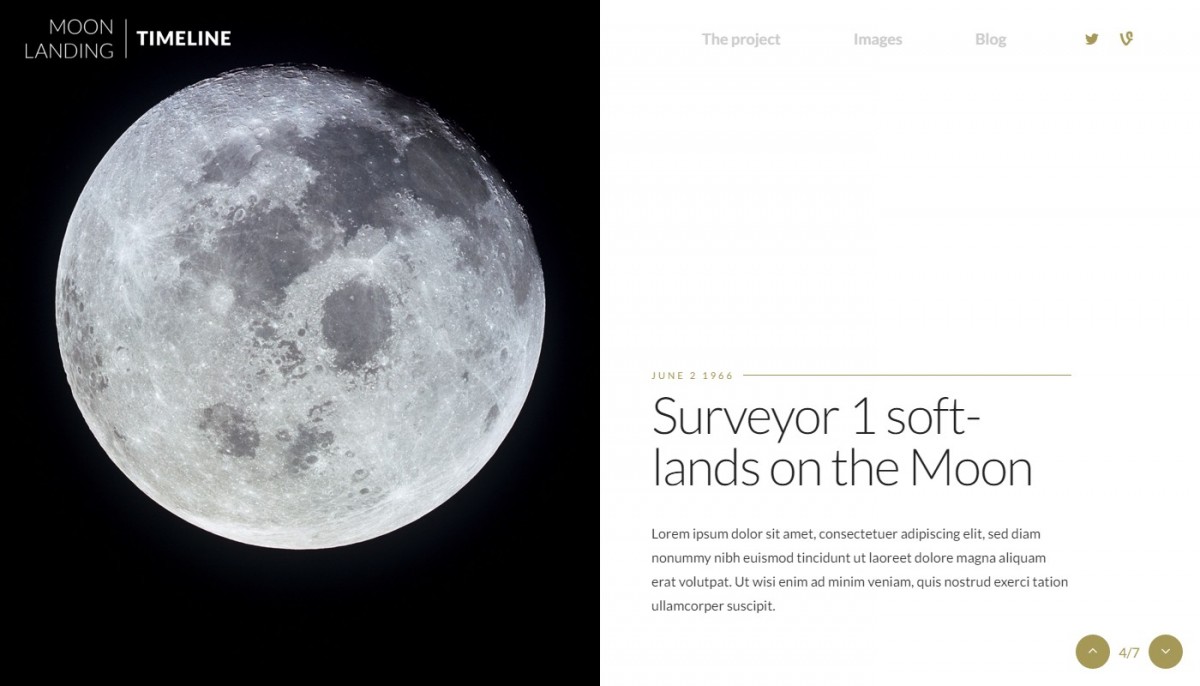 MOON
LANDING
TIMELINE
The project Images Blog
JUNE 2 1966
Surveyor 1 soft-
lands on the Moon
Lorem ipsum dolor sit amet, consectetuer adipiscing elit, sed diam
nonummy nibh euismod tincidunt ut laoreet dolore magna aliquam
erat volutpat. Ut wisi enim ad minim veniam, quis nostrud exerci tation
ullamcorper suscipit.
4/7